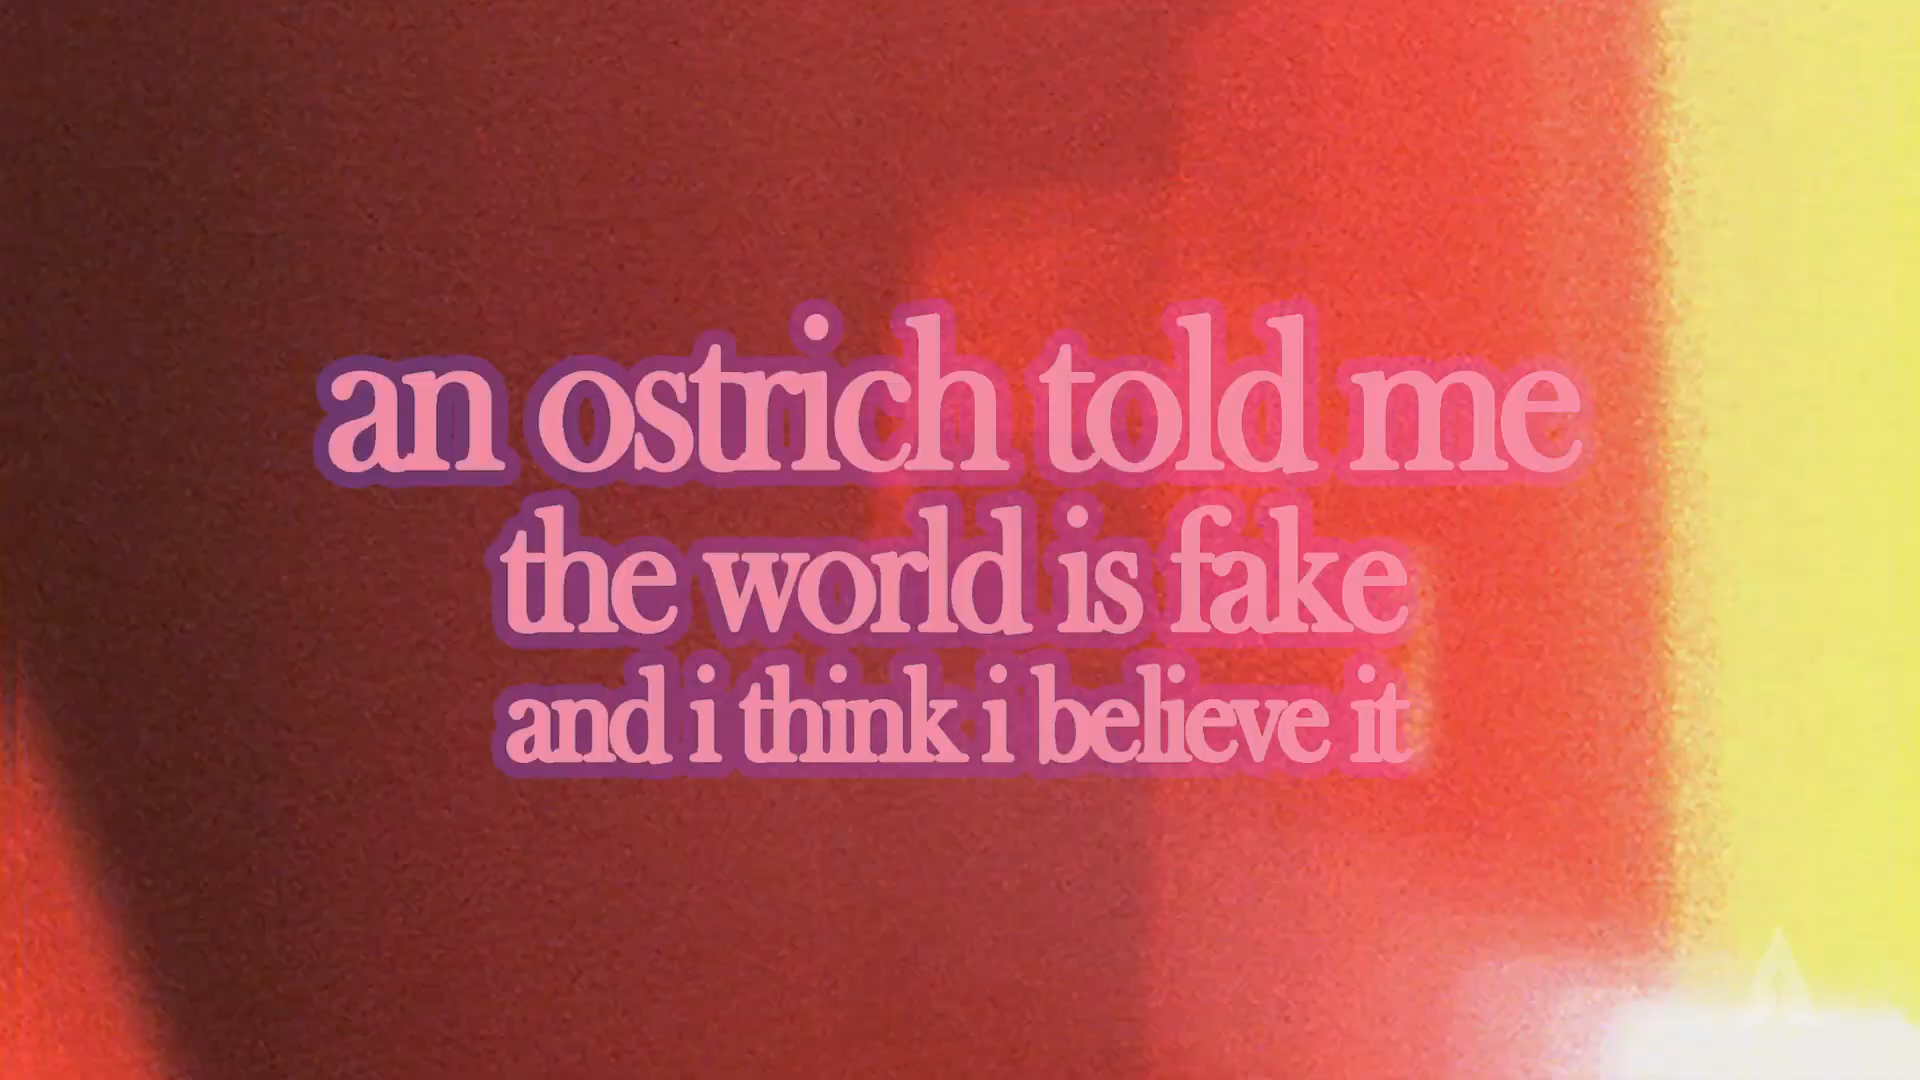 an ostrich told me
the world is fake
and i think i believe it